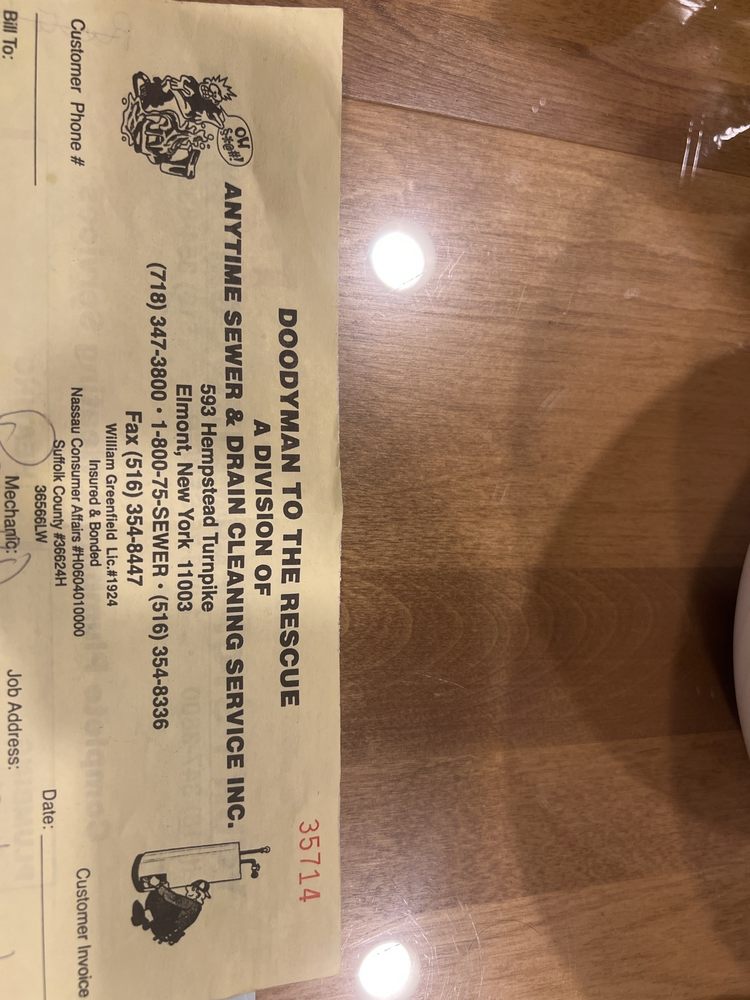 35714
DOODYMAN TO THE RESCUE
A DIVISION OF
ANYTIME SEWER & DRAIN CLEANING SERVICE INC.
OW
$*@#!!
593 Hempstead Turnpike
Elmont, New York 11003
(718) 347-3800 • 1-800-75-SEWER • (516) 354-8336
Fax (516) 354-8447
William Greenfield Lic.#1924
Insured & Bonded
Nassau Consumer Affairs #H0604010000
Suffolk County #36624H
36566LW
Customer Phone #
Customer Invoice
Date:
Bill To:
Mechanic:
Job Address: